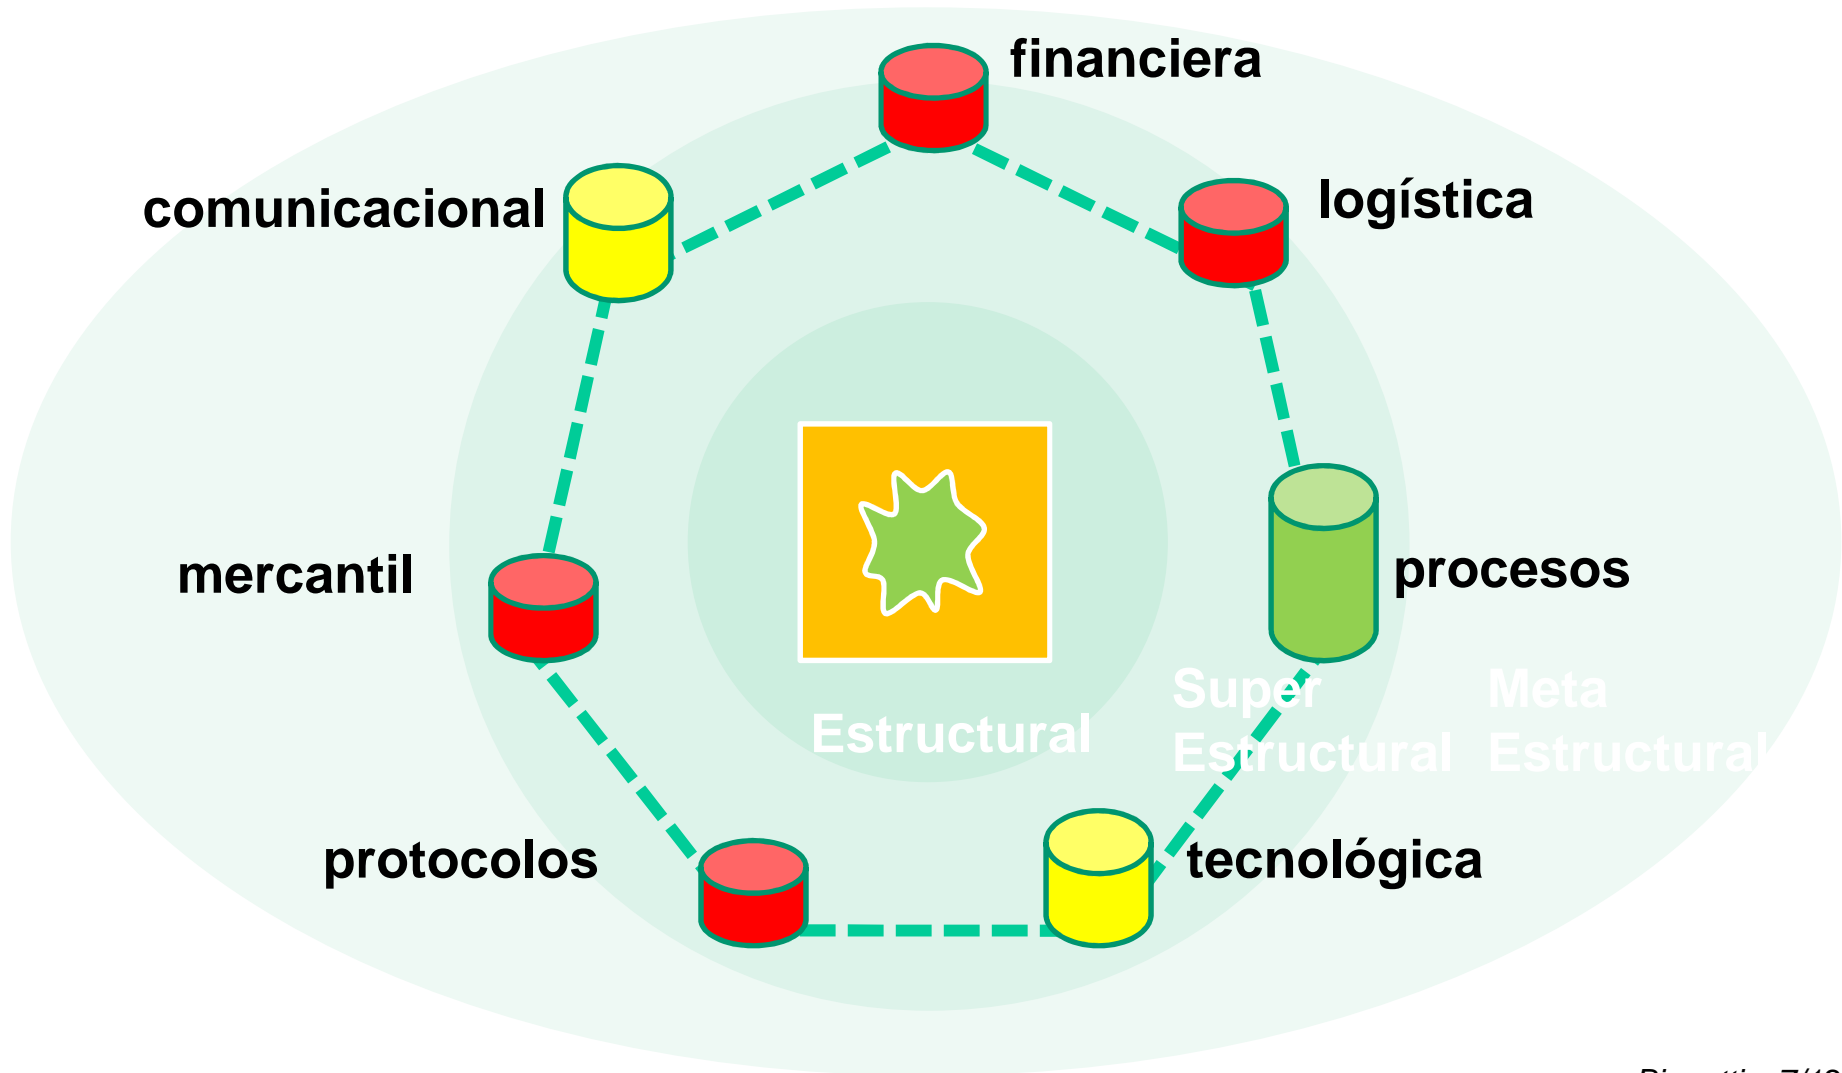 financiera
comunicacional
logística
mercantil
procesos
Super
Estructural
Meta
Estructural
Estructural
protocolos
tecnológica